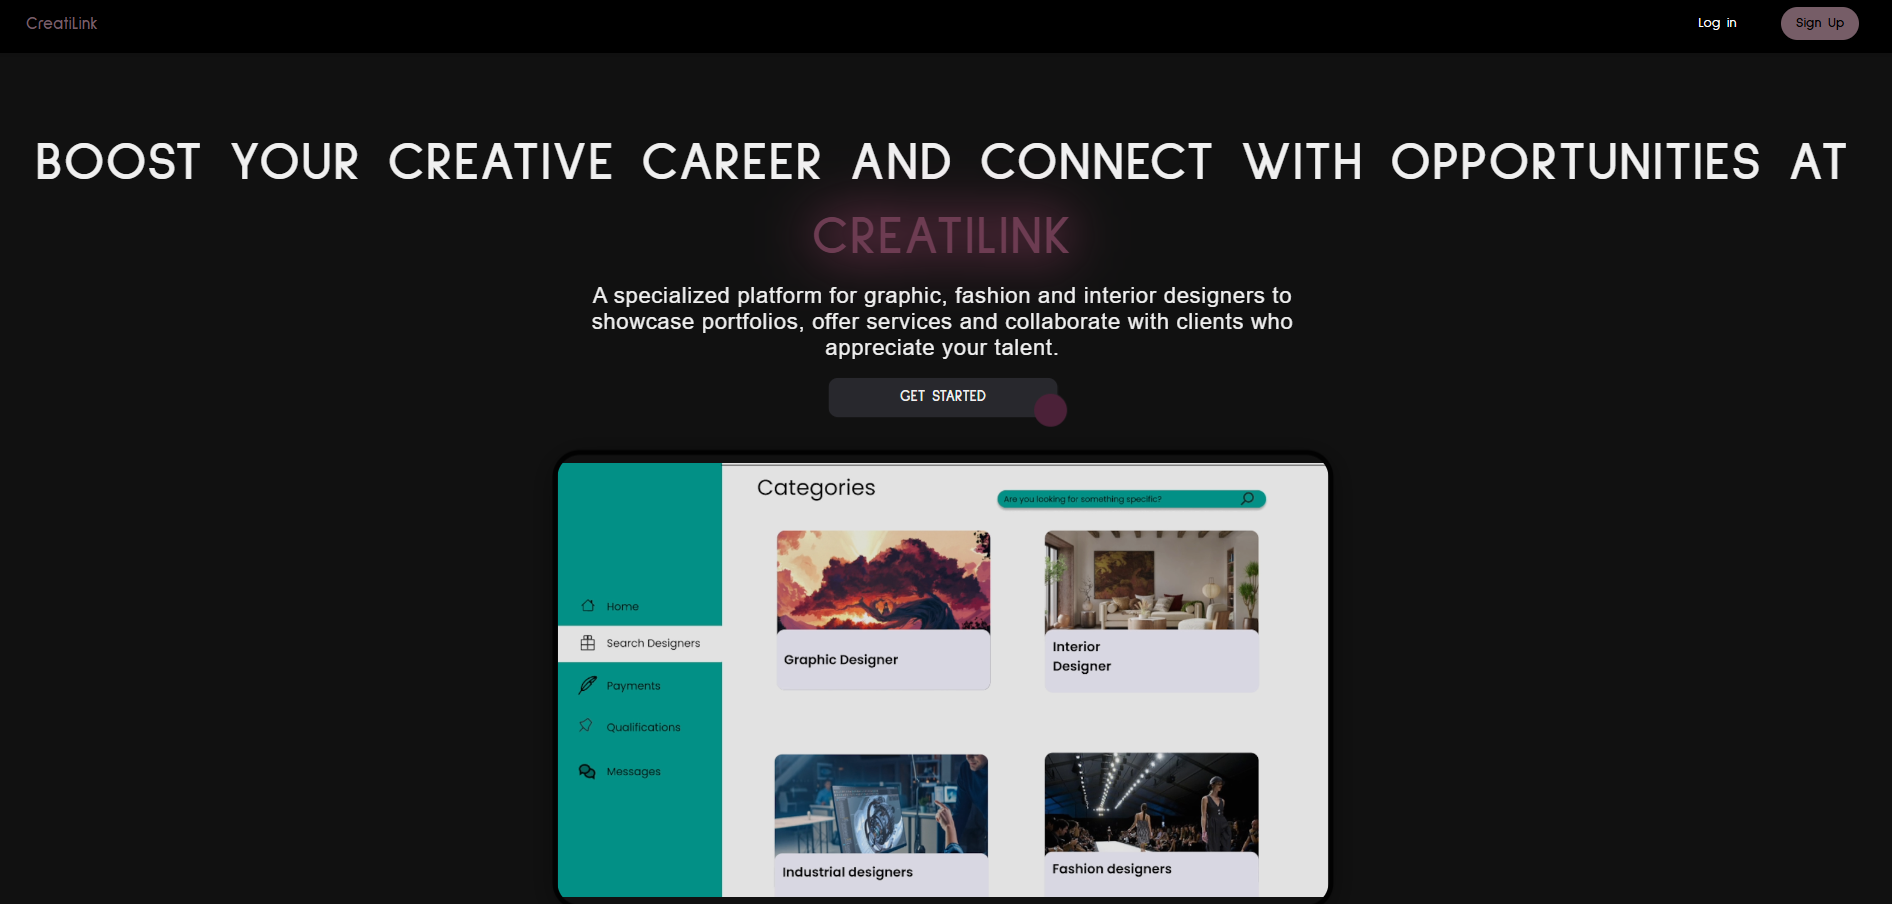 CreatiLink
Log in
Sign Up
BOOST YOUR CREATIVE CAREER AND CONNECT WITH OPPORTUNITIES AT
CREATILINK
A specialized platform for graphic, fashion and interior designers to
showcase portfolios, offer services and collaborate with clients who
appreciate your talent.
GET STARTED
Categories
Are you looking for something specific?
Home
Search Designers
Payments
Qualifications
Messages
Graphic Designer
Interior
Designer
Industrial designers
Fashion designers